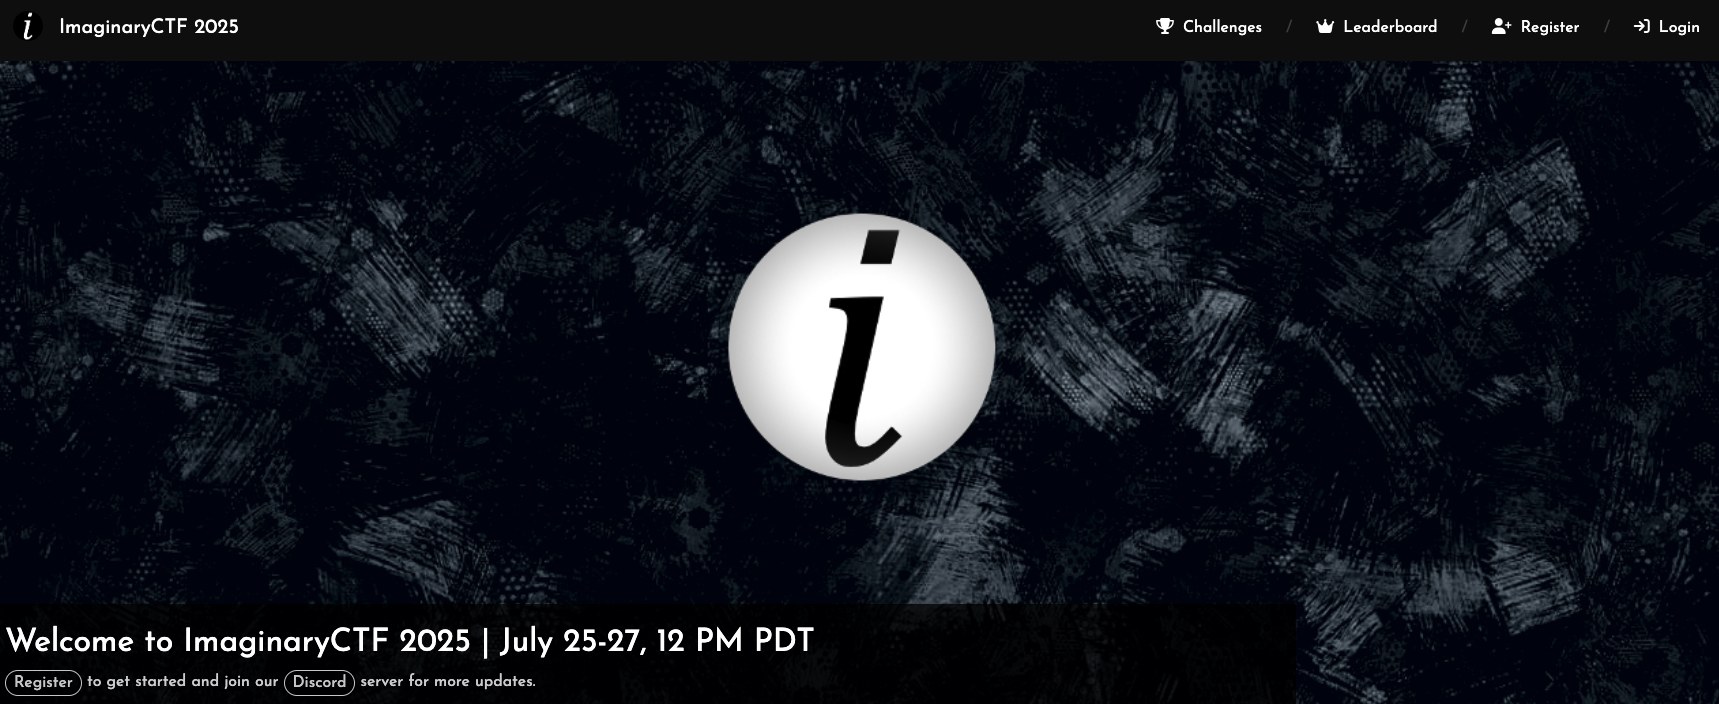 i ImaginaryCTF 2025 Challenges / Leaderboard / Register / Login
i
Welcome to ImaginaryCTF 2025 | July 25-27, 12 PM PDT
Register to get started and join our Discord server for more updates.